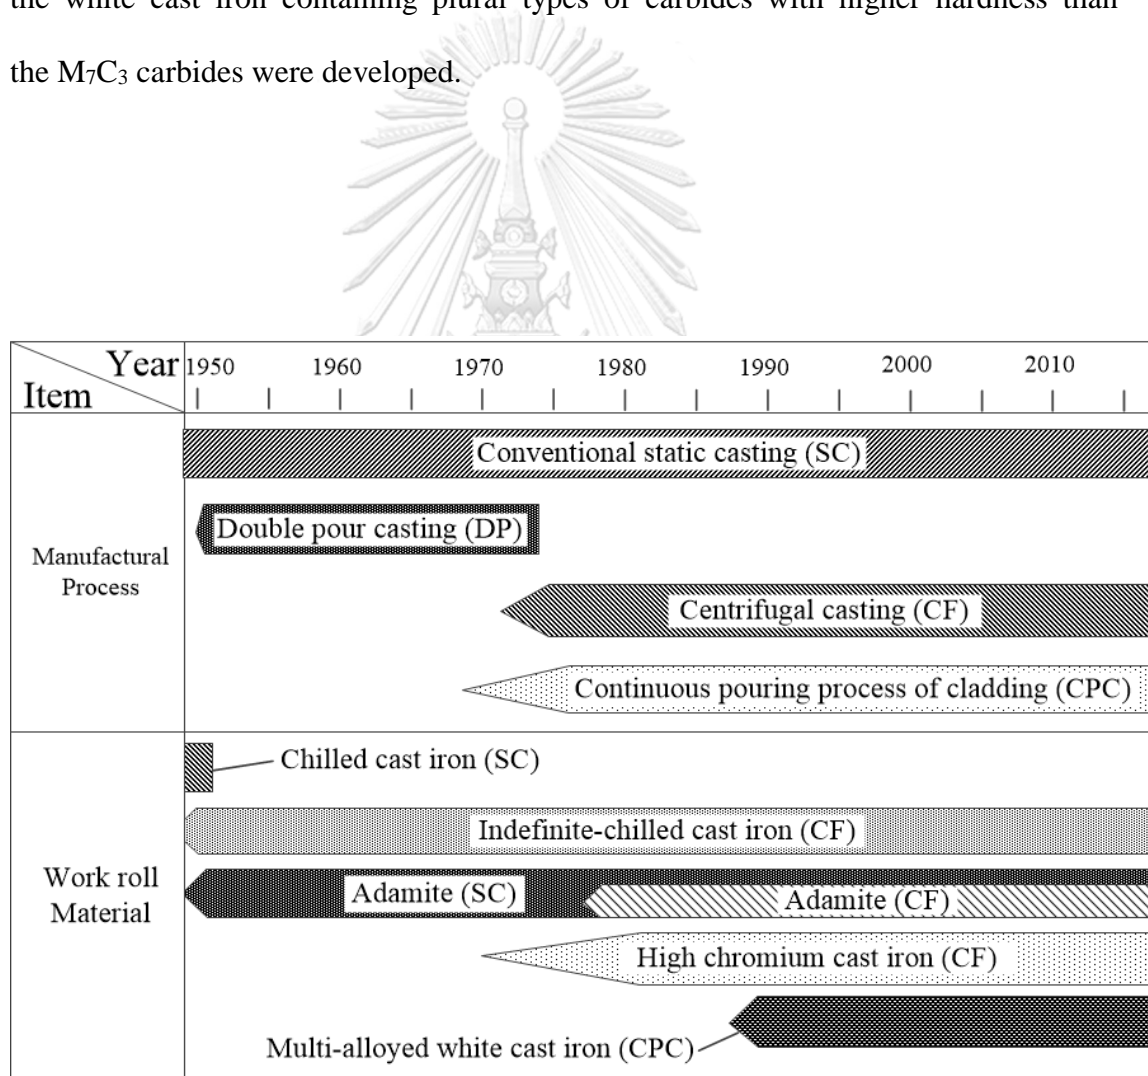 the white cast iron containing plural types of carbides with higher hardness than
the M₇C₃ carbides were developed.
Year 1950 1960 1970 1980 1990 2000 2010
Item
Conventional static casting (SC)
Double pour casting (DP)
Manufactural
Process
Centrifugal casting (CF)
Continuous pouring process of cladding (CPC)
Chilled cast iron (SC)
Indefinite-chilled cast iron (CF)
Work roll
Material
Adamite (SC)
Adamite (CF)
High chromium cast iron (CF)
Multi-alloyed white cast iron (CPC)